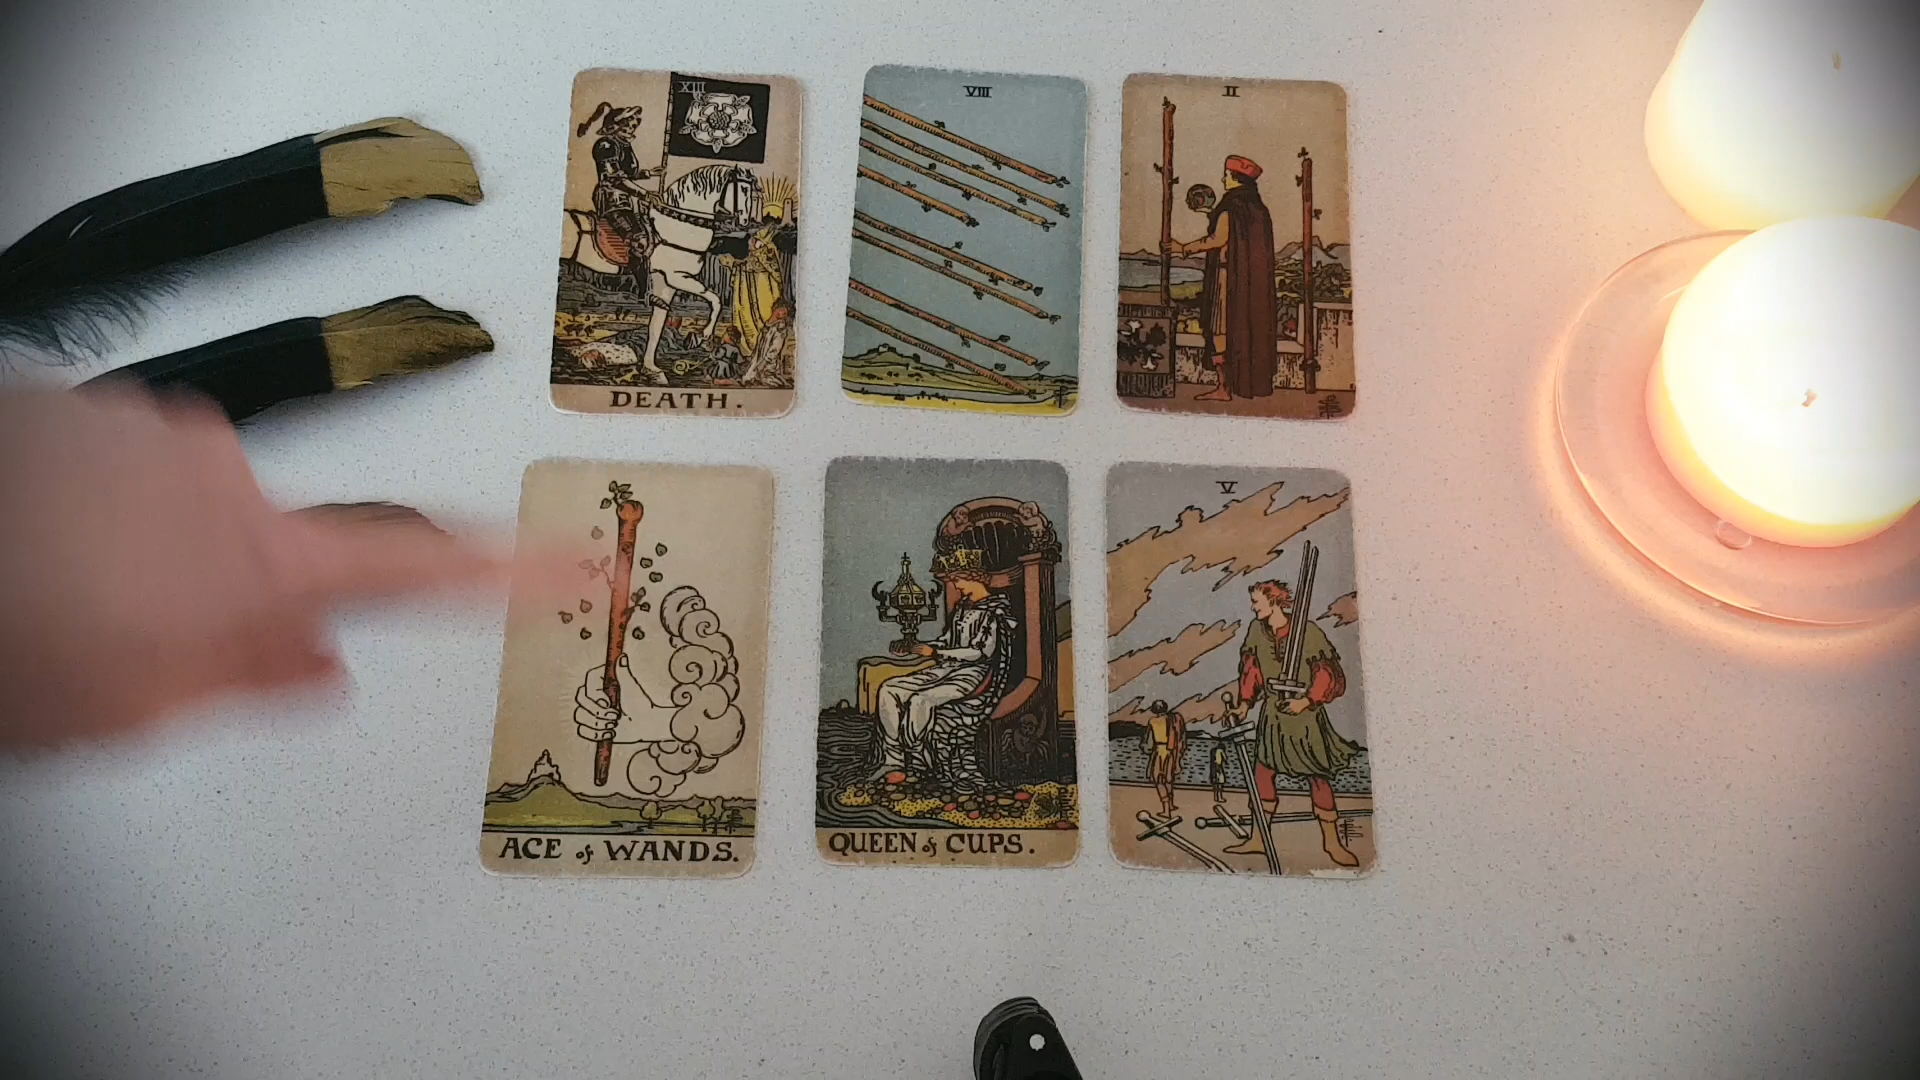 XIII
VIII
II
DEATH.
V
ACE of WANDS.
QUEEN of CUPS.